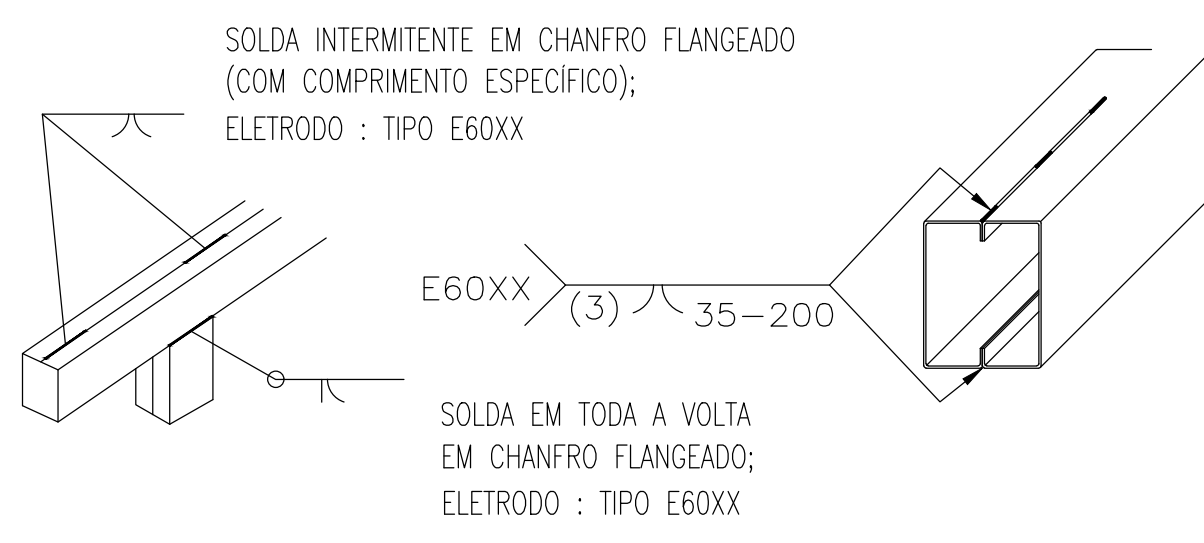 SOLDA INTERMITENTE EM CHANFRO FLANGEADO
(COM COMPRIMENTO ESPECÍFICO);
ELETRODO : TIPO E60XX
E60XX
(3)
35-200
SOLDA EM TODA A VOLTA
EM CHANFRO FLANGEADO;
ELETRODO : TIPO E60XX